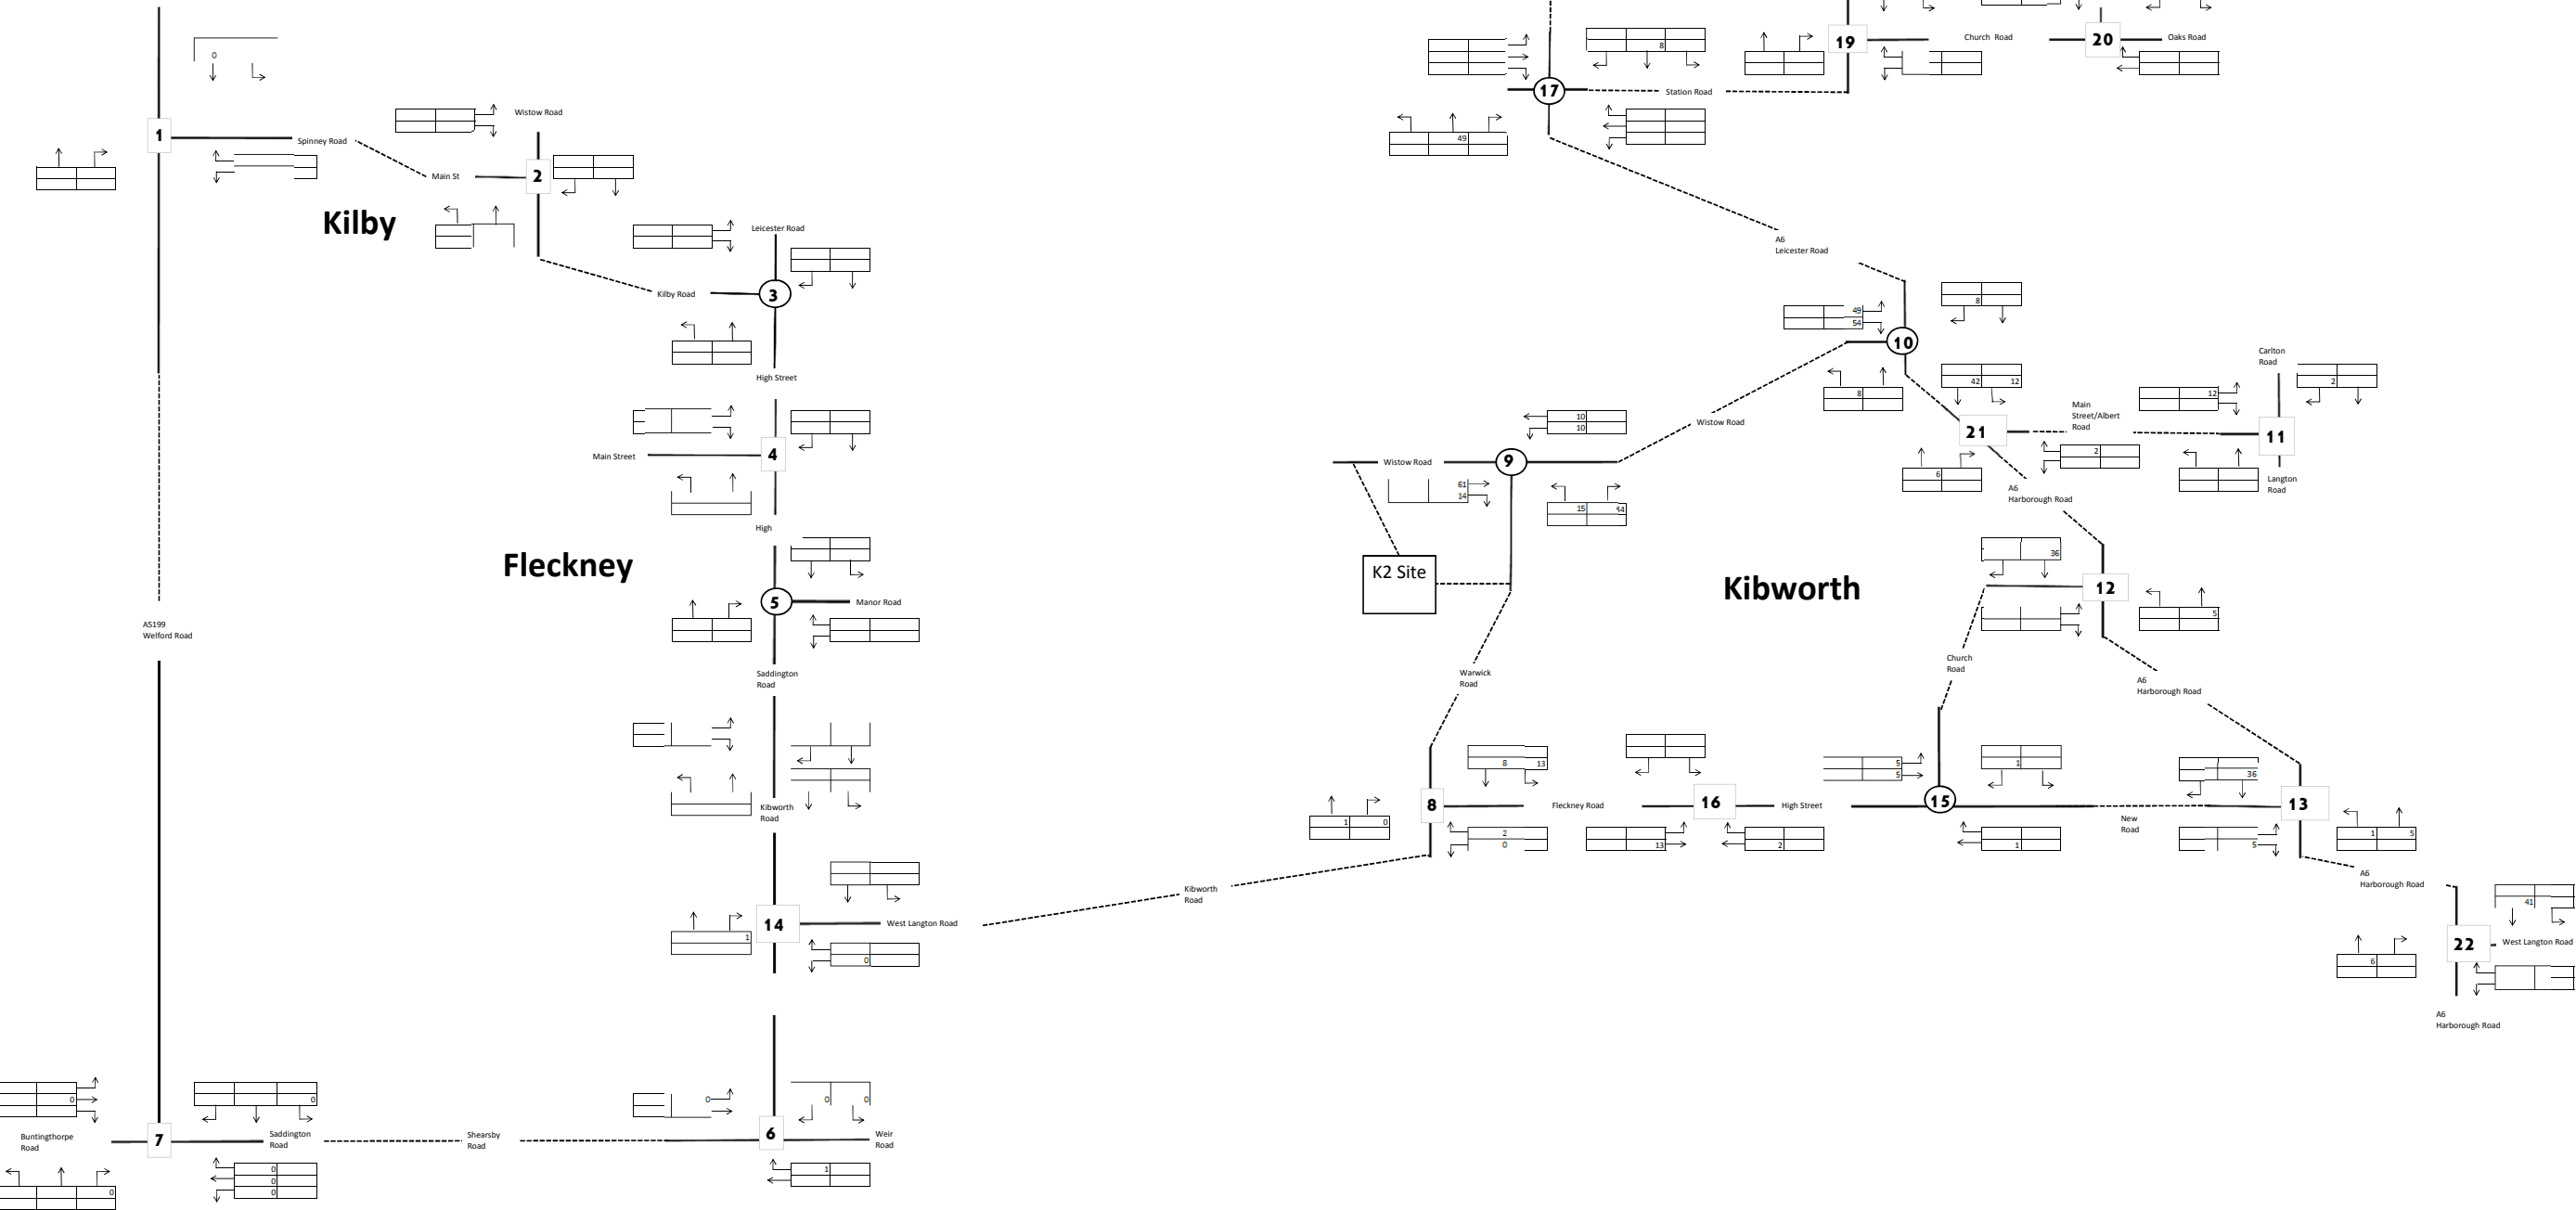 0
8
19
Church Road
20
Oaks Road
17
Station Road
49
1
Spinney Road
Wistow Road
Main St
2
Kilby
Leicester Road
A6
Leicester Road
Kilby Road
3
8
49
54
10
High Street
8
42 12
Carlton
Road
2
12
Main
Street/Albert
Road
10
10
Wistow Road
21
11
Main Street
4
Wistow Road
9
2
61
14
6
A6
Harborough Road
Langton
Road
15 44
High
Fleckney
K2 Site
36
Kibworth
12
5
Manor Road
5
A5199
Welford Road
Saddington
Road
Warwick
Road
Church
Road
A6
Harborough Road
8 13
5
5
1
36
Kibworth
Road
8
Fleckney Road
16
High Street
15
13
1 0
2
0
13
2
1
New
Road
5
1 5
A6
Harborough Road
Kibworth
Road
41
14
West Langton Road
1
0
22
West Langton Road
6
A6
Harborough Road
0
0
0
0 0
Buntingthorpe
Road
7
Saddington
Road
Shearsby
Road
6
Weir
Road
0
0
0
0
1